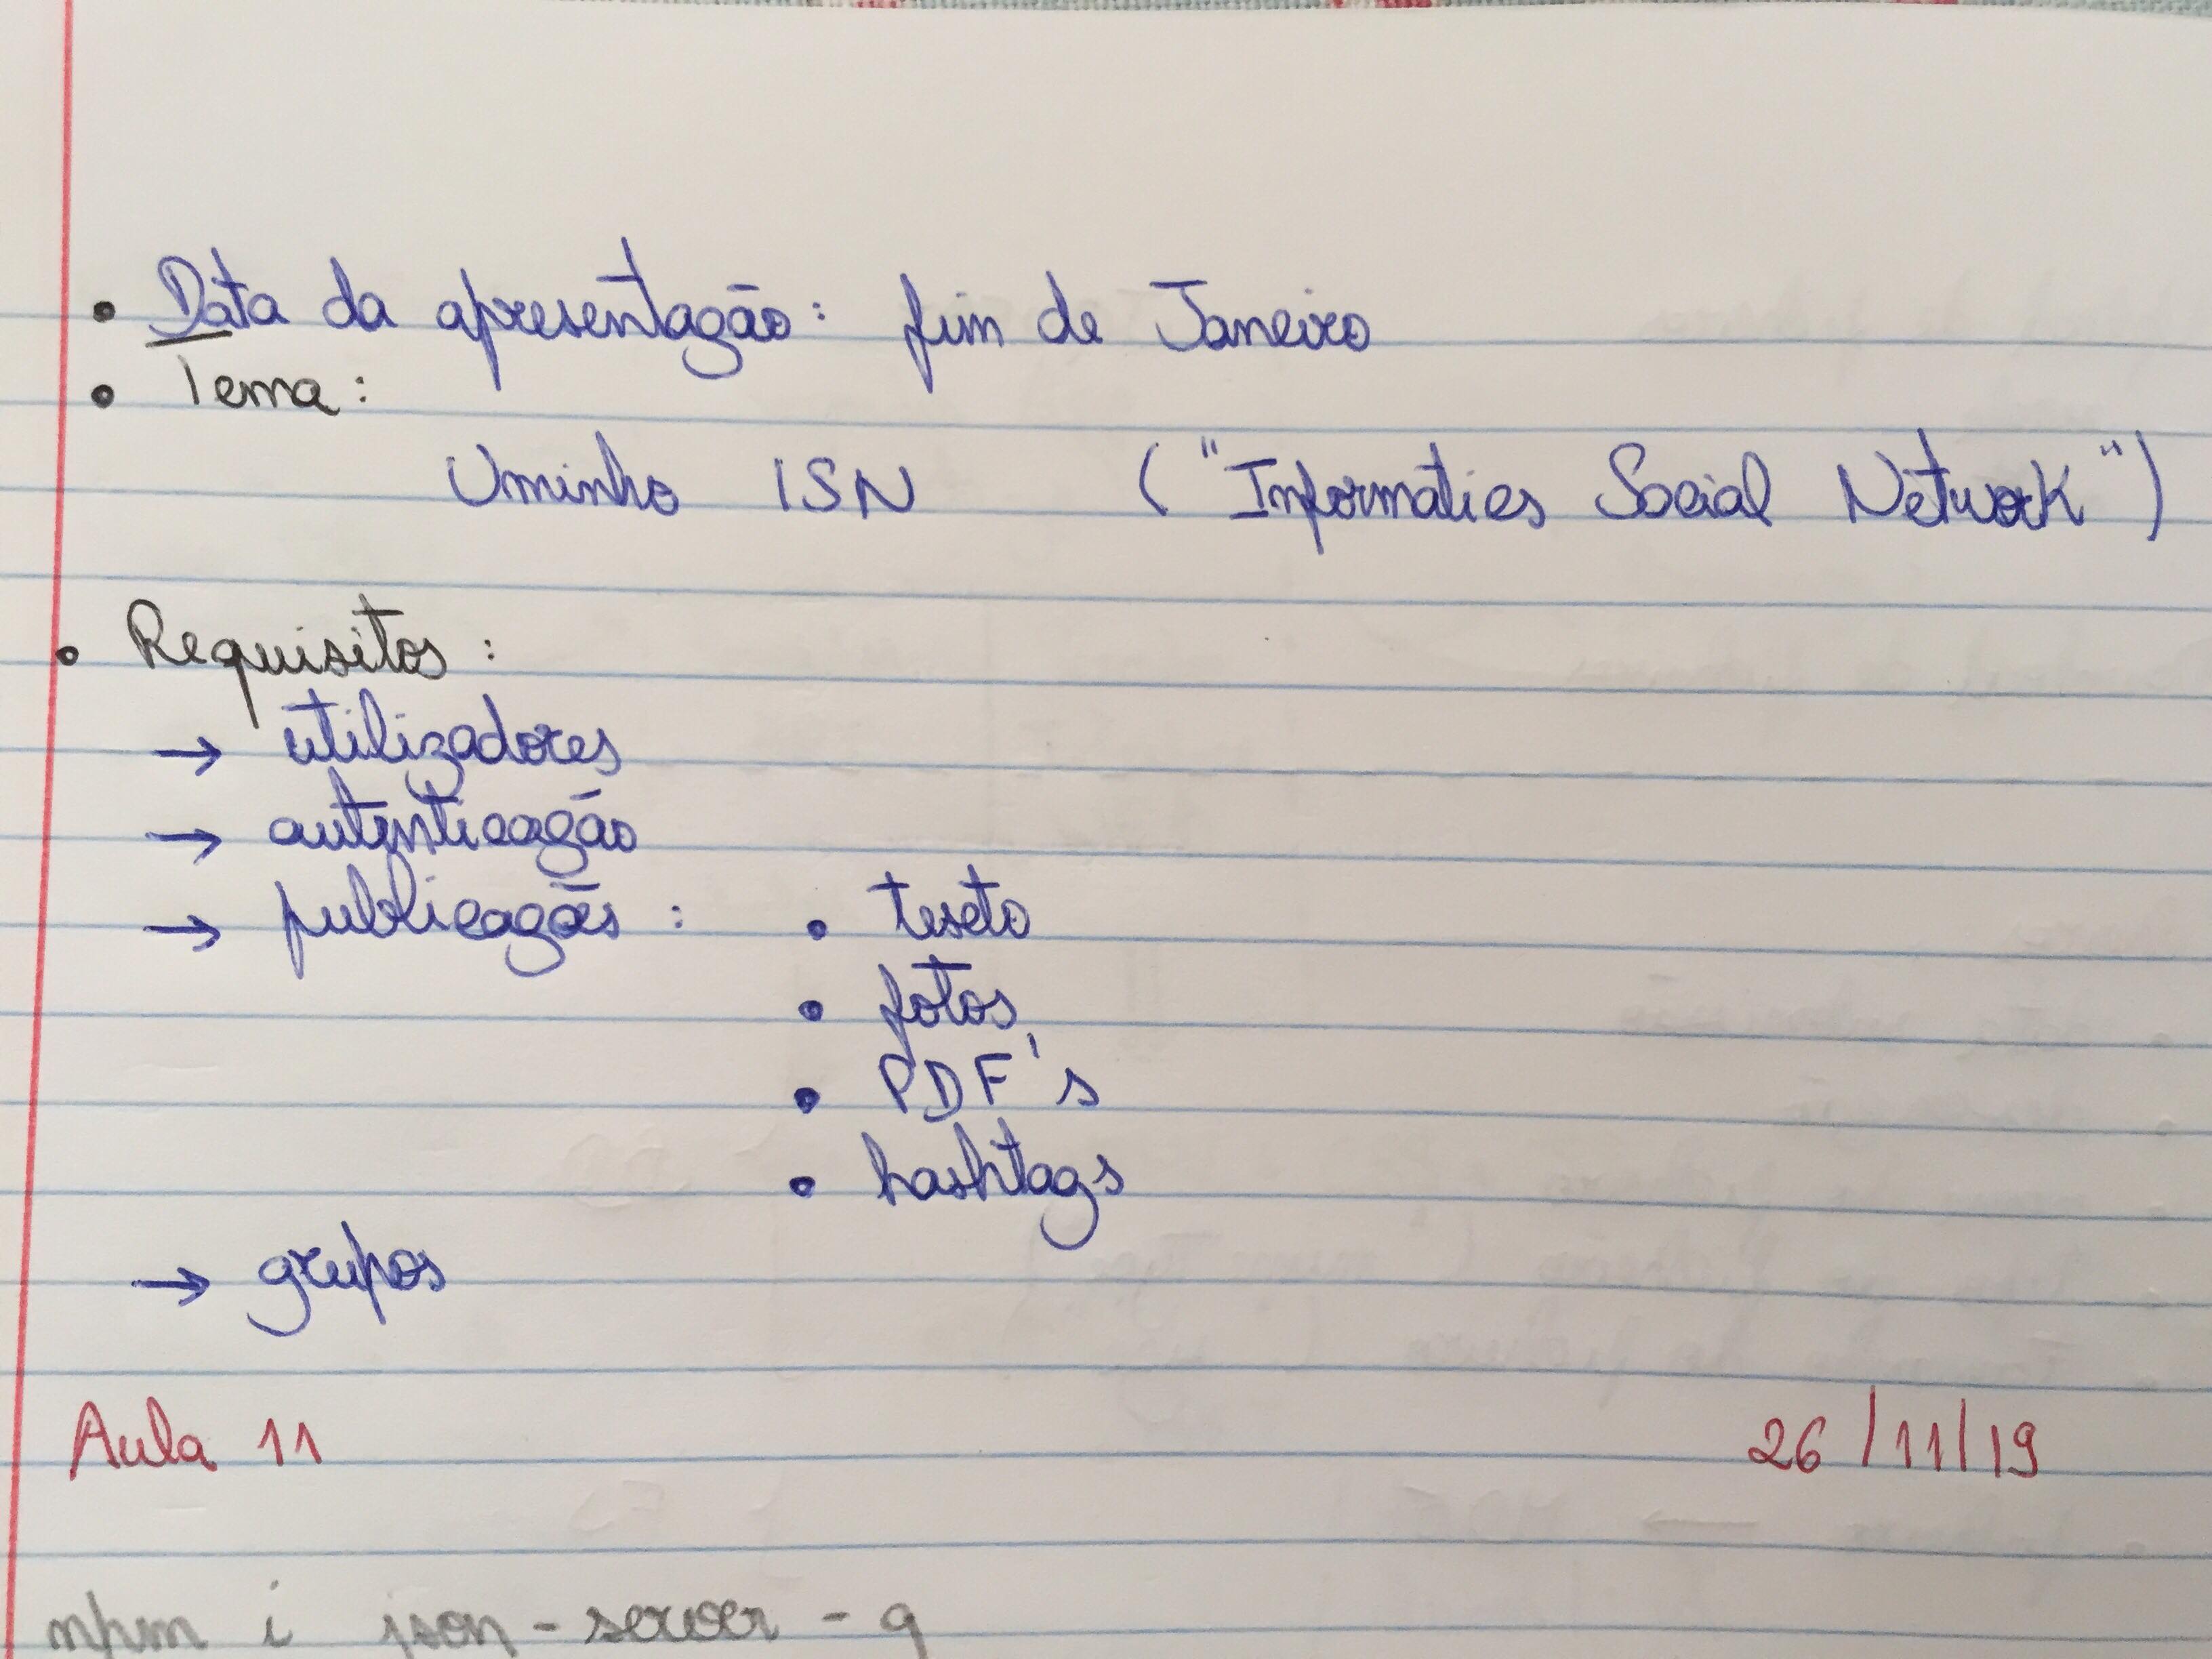 • Data da apresentação: fim de Janeiro
• Tema:
Uminho ISN ("Informatics Social Network")
• Requisitos:
→ utilizadores
→ autenticação
→ publicações: • texto
• fotos
• PDF's
• hashtags
→ grupos
Aula 11 26/11/19
npm i json-server -g